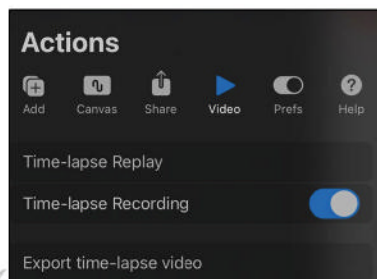 Actions
Add Canvas Share Video Prefs Help
Time-lapse Replay
Time-lapse Recording
Export time-lapse video